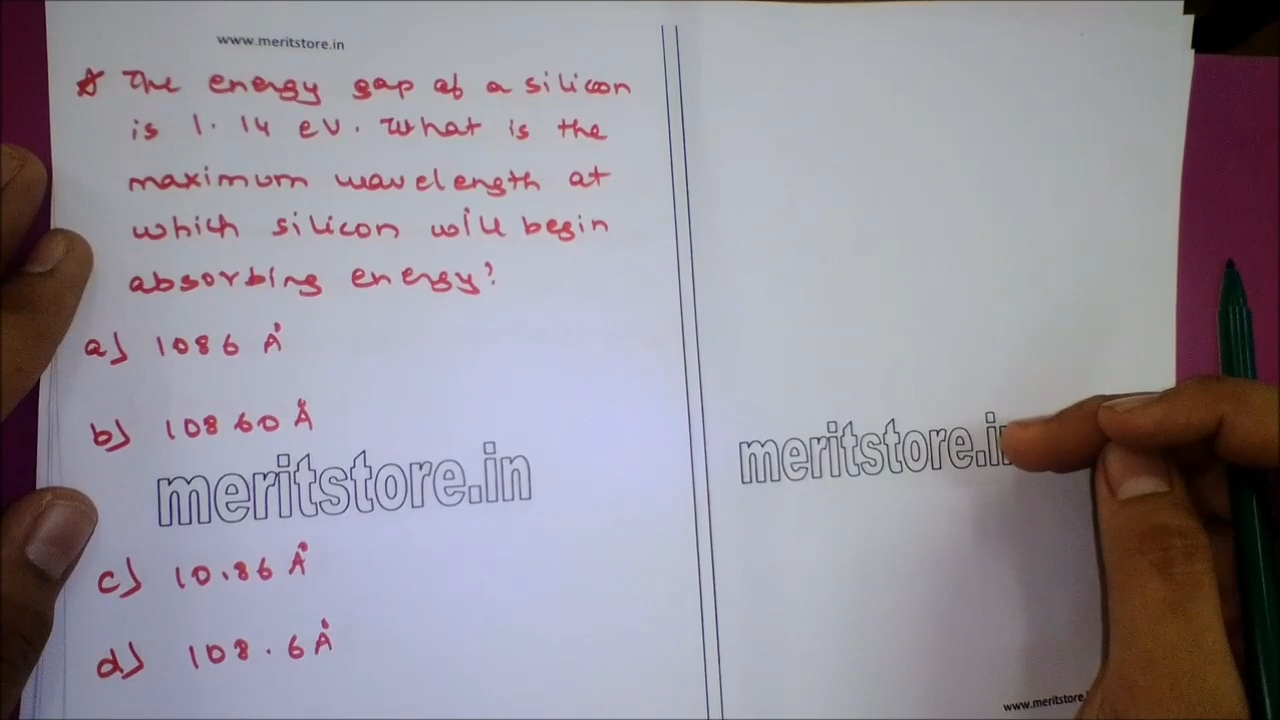 www.meritstore.in
* The energy gap of a silicon
is 1.14 eV. What is the
maximum wavelength at
which silicon will begin
absorbing energy?
a) 1086 Å
b) 10860 Å
meritstore.in
c) 10.86 Å
d) 108.6 Å
meritstore.in
www.meritstore.